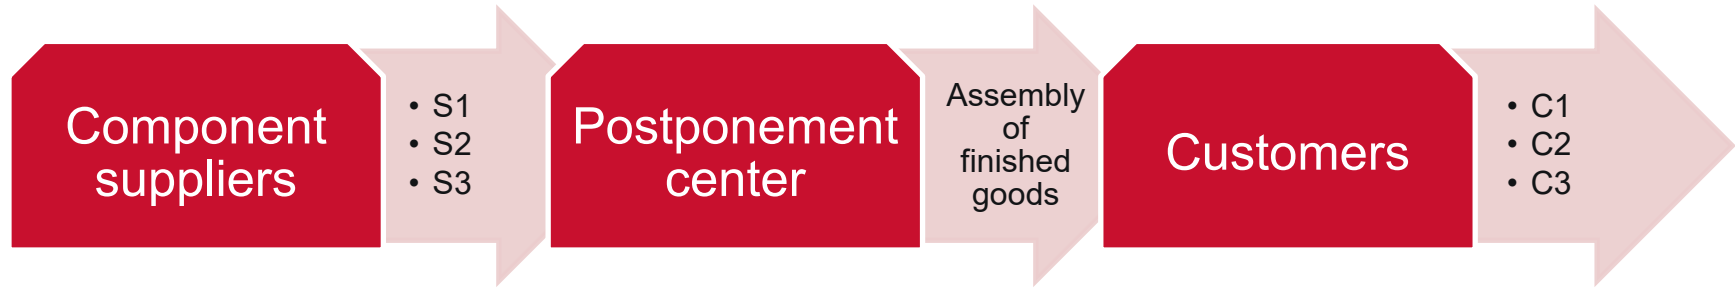 Component
suppliers
• S1
• S2
• S3
Postponement
center
Assembly
of
finished
goods
Customers
• C1
• C2
• C3